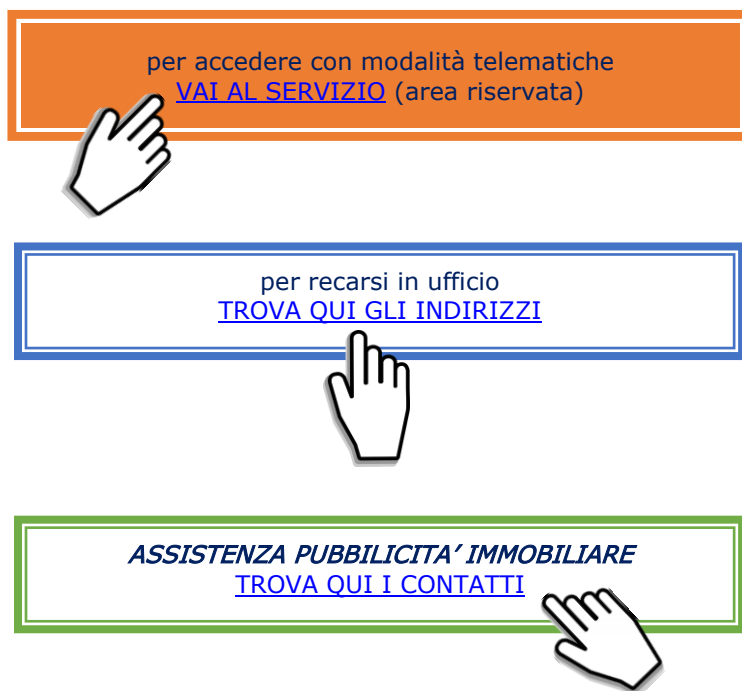 per accedere con modalità telematiche
VAI AL SERVIZIO (area riservata)
per recarsi in ufficio
TROVA QUI GLI INDIRIZZI
ASSISTENZA PUBBILICITA’ IMMOBILIARE
TROVA QUI I CONTATTI